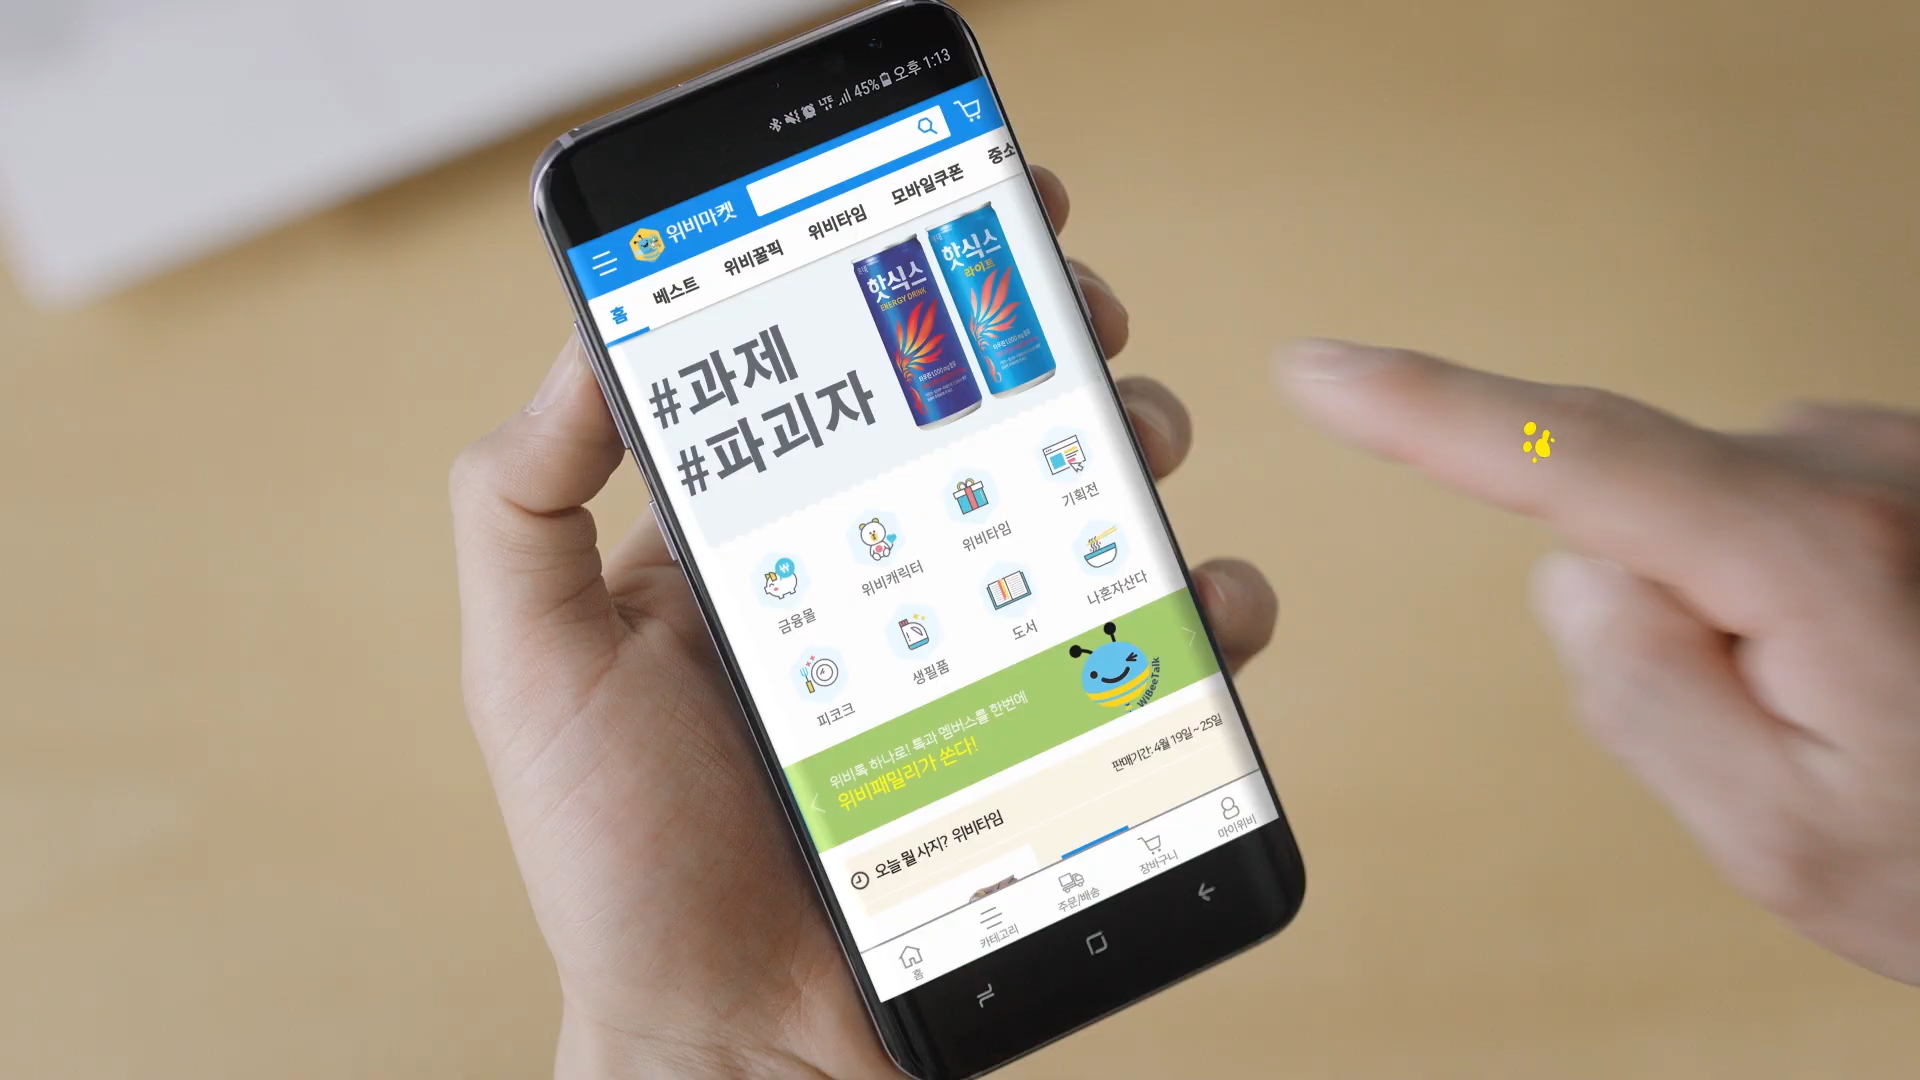 LTE 45% 오후 1:13
위비마켓
홈 베스트 위비꿀픽 위비타임 모바일쿠폰 중소
#과제
#파괴자
핫식스
ENERGY DRINK
핫식스
라이트
금융몰 위비캐릭터 위비타임 기획전
피코크 생필품 도서 나혼자산다
위비톡 하나로! 톡과 멤버스를 한번에
위비패밀리가 쏜다!
WiBeeTalk
오늘 뭘 사지? 위비타임
판매기간: 4월 19일 ~ 25일
홈 카테고리 주문/배송 장바구니 마이위비